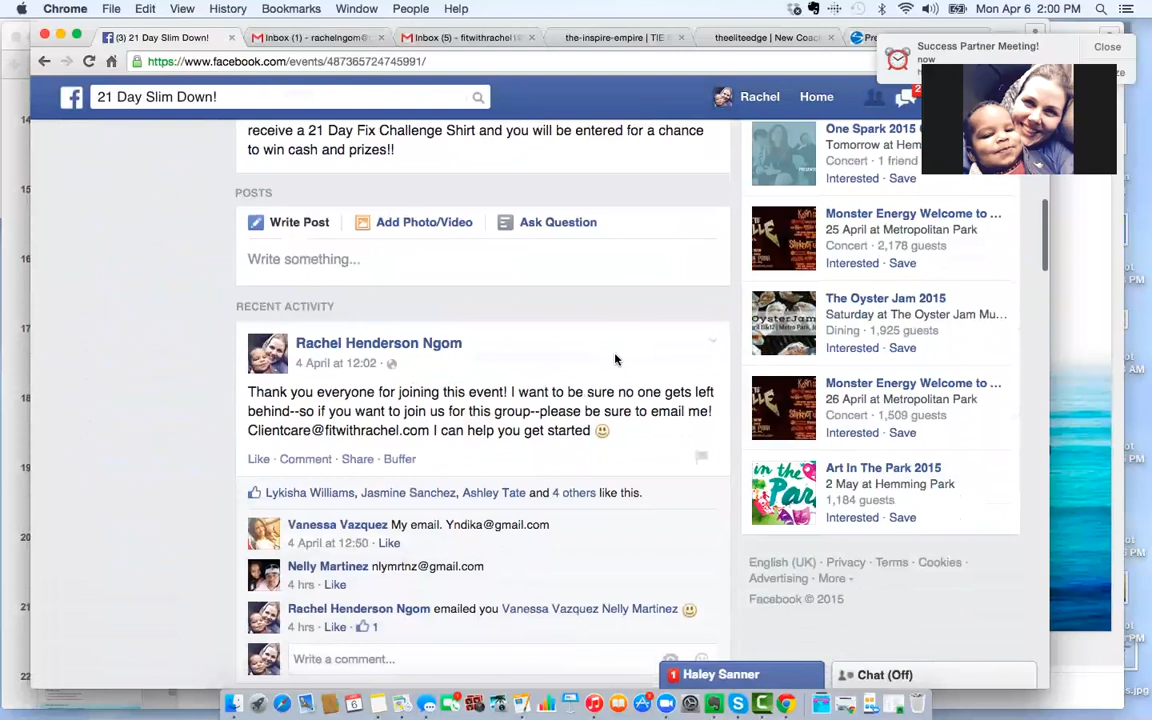 Chrome File Edit View History Bookmarks Window People Help Mon Apr 6 2:00 PM
(3) 21 Day Slim Down! Inbox (1) - rachelngom@ Inbox (5) - fitwithrachel1 the-inspire-empire | TIE theeliteedge | New Coac Pre
https://www.facebook.com/events/487365724745991/
Success Partner Meeting!
now
Close
21 Day Slim Down!
Rachel Home
receive a 21 Day Fix Challenge Shirt and you will be entered for a chance
to win cash and prizes!!
POSTS
Write Post Add Photo/Video Ask Question
Write something...
RECENT ACTIVITY
Rachel Henderson Ngom
4 April at 12:02
Thank you everyone for joining this event! I want to be sure no one gets left
behind--so if you want to join us for this group--please be sure to email me!
Clientcare@fitwithrachel.com I can help you get started
Like · Comment · Share · Buffer
Lykisha Williams, Jasmine Sanchez, Ashley Tate and 4 others like this.
Vanessa Vazquez My email. Yndika@gmail.com
4 April at 12:50 · Like
Nelly Martinez nlymrtnz@gmail.com
4 hrs · Like
Rachel Henderson Ngom emailed you Vanessa Vazquez Nelly Martinez
4 hrs · Like · 1
Write a comment...
One Spark 2015
Tomorrow at Hem
Concert · 1 friend
Interested · Save
Monster Energy Welcome to ...
25 April at Metropolitan Park
Concert · 2,178 guests
Interested · Save
The Oyster Jam 2015
Saturday at The Oyster Jam Mu...
Dining · 1,925 guests
Interested · Save
Monster Energy Welcome to ...
26 April at Metropolitan Park
Concert · 1,509 guests
Interested · Save
Art In The Park 2015
2 May at Hemming Park
1,184 guests
Interested · Save
English (UK) · Privacy · Terms · Cookies ·
Advertising · More
Facebook © 2015
1 Haley Sanner
Chat (Off)